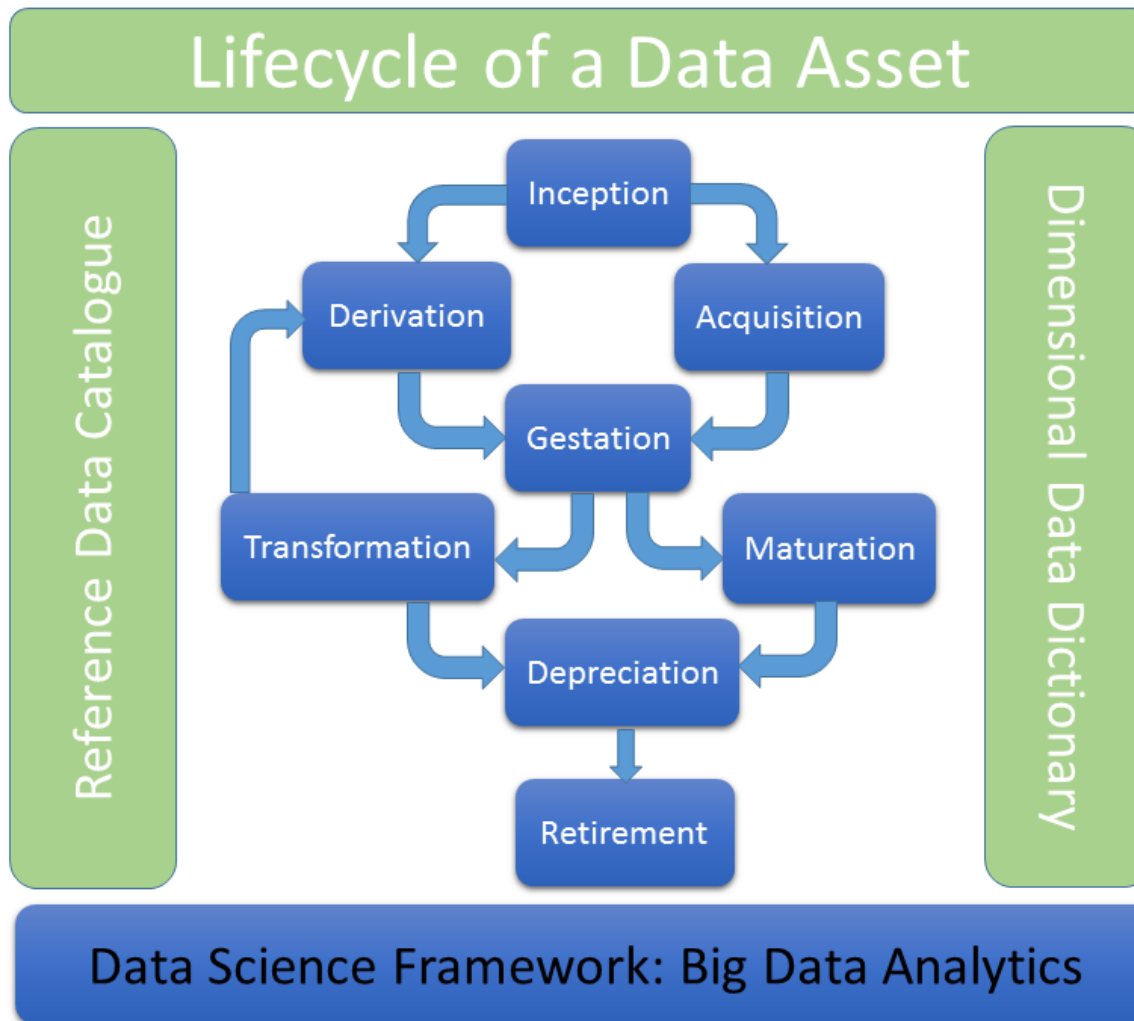 Lifecycle of a Data Asset
Reference Data Catalogue
Inception
Derivation
Acquisition
Gestation
Transformation
Maturation
Depreciation
Retirement
Dimensional Data Dictionary
Data Science Framework: Big Data Analytics